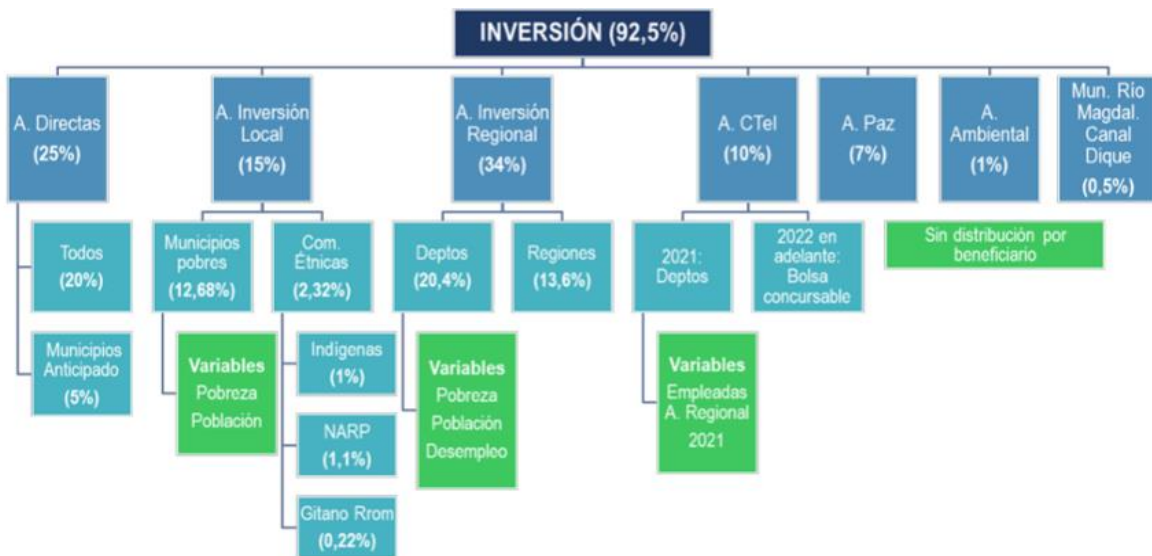 INVERSIÓN (92,5%)
A. Directas
(25%)
A. Inversión
Local
(15%)
A. Inversión
Regional
(34%)
A. CTeI
(10%)
A. Paz
(7%)
A.
Ambiental
(1%)
Mun. Río
Magdal.
Canal
Dique
(0,5%)
Todos
(20%)
Municipios
pobres
(12,68%)
Com.
Étnicas
(2,32%)
Deptos
(20,4%)
Regiones
(13,6%)
2021:
Deptos
2022 en
adelante:
Bolsa
concursable
Sin distribución por
beneficiario
Municipios
Anticipado
(5%)
Variables
Pobreza
Población
Indígenas
(1%)
NARP
(1,1%)
Gitano Rrom
(0,22%)
Variables
Pobreza
Población
Desempleo
Variables
Empleadas
A. Regional
2021